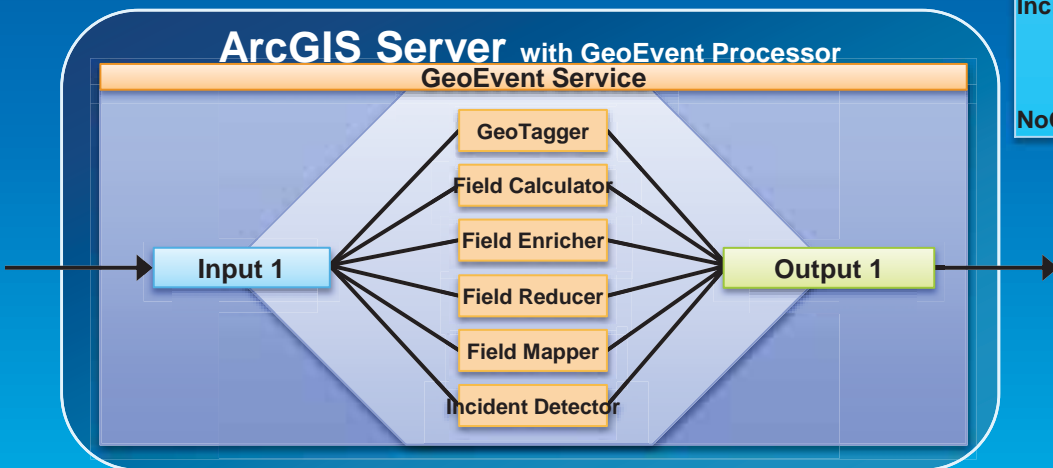 ArcGIS Server with GeoEvent Processor
GeoEvent Service
GeoTagger
Field Calculator
Field Enricher
Input 1
Output 1
Field Reducer
Field Mapper
Incident Detector